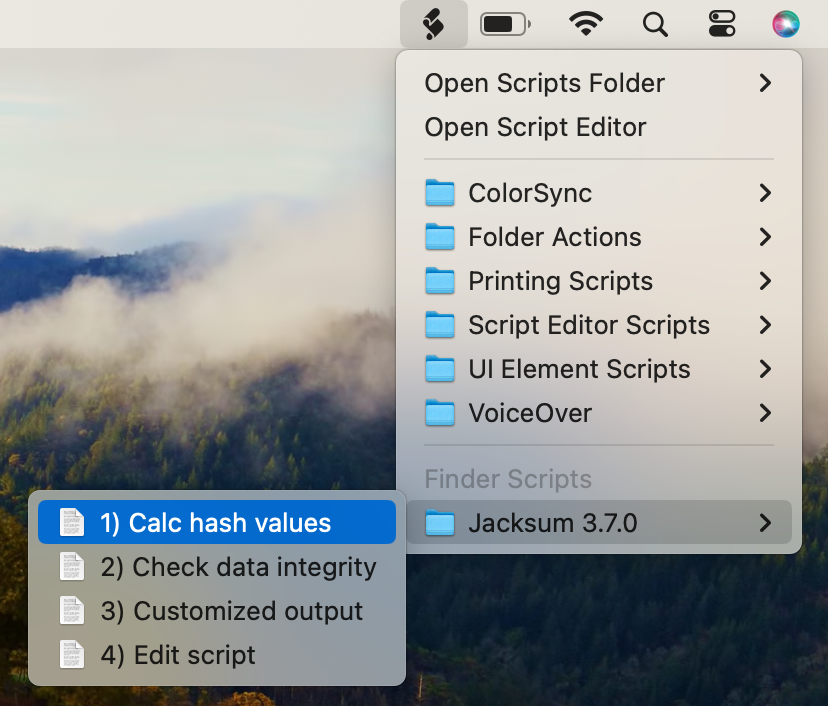 Open Scripts Folder
Open Script Editor
ColorSync
Folder Actions
Printing Scripts
Script Editor Scripts
UI Element Scripts
VoiceOver
Finder Scripts
Jacksum 3.7.0
1) Calc hash values
2) Check data integrity
3) Customized output
4) Edit script